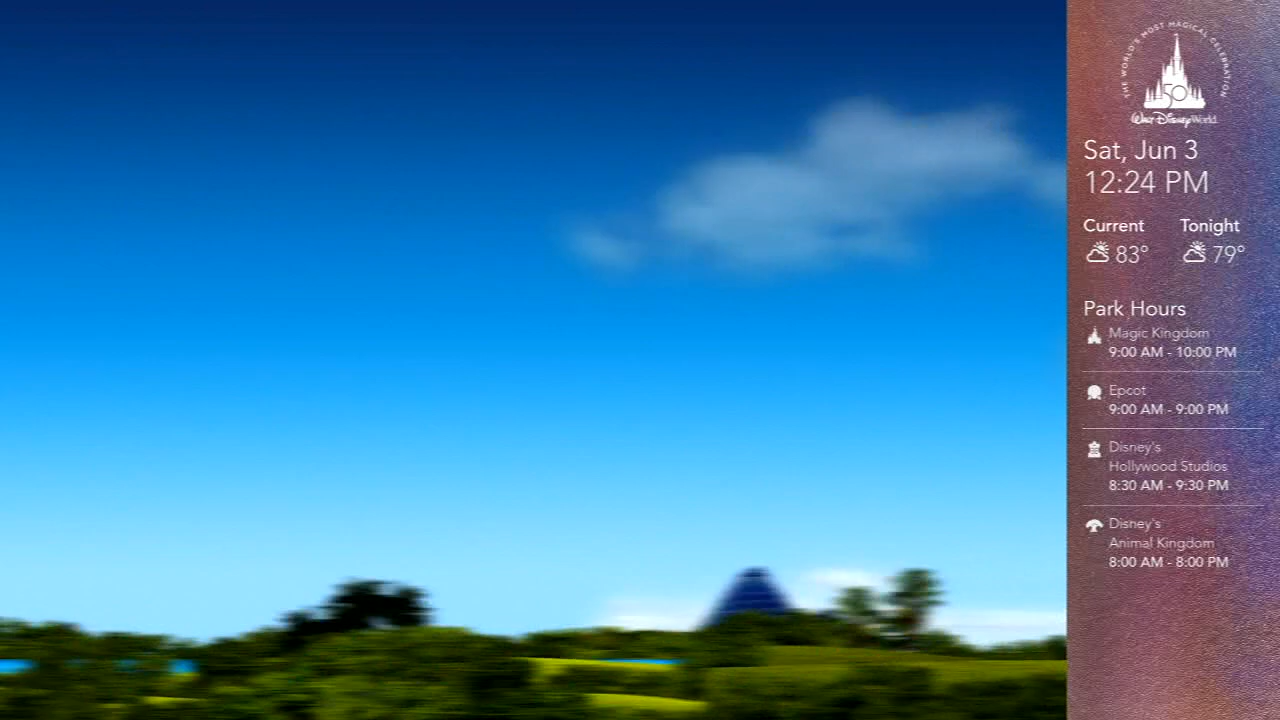 THE WORLD'S MOST MAGICAL CELEBRATION
50
Walt Disney World
Sat, Jun 3
12:24 PM
Current Tonight
83° 79°
Park Hours
Magic Kingdom
9:00 AM - 10:00 PM
Epcot
9:00 AM - 9:00 PM
Disney's
Hollywood Studios
8:30 AM - 9:30 PM
Disney's
Animal Kingdom
8:00 AM - 8:00 PM